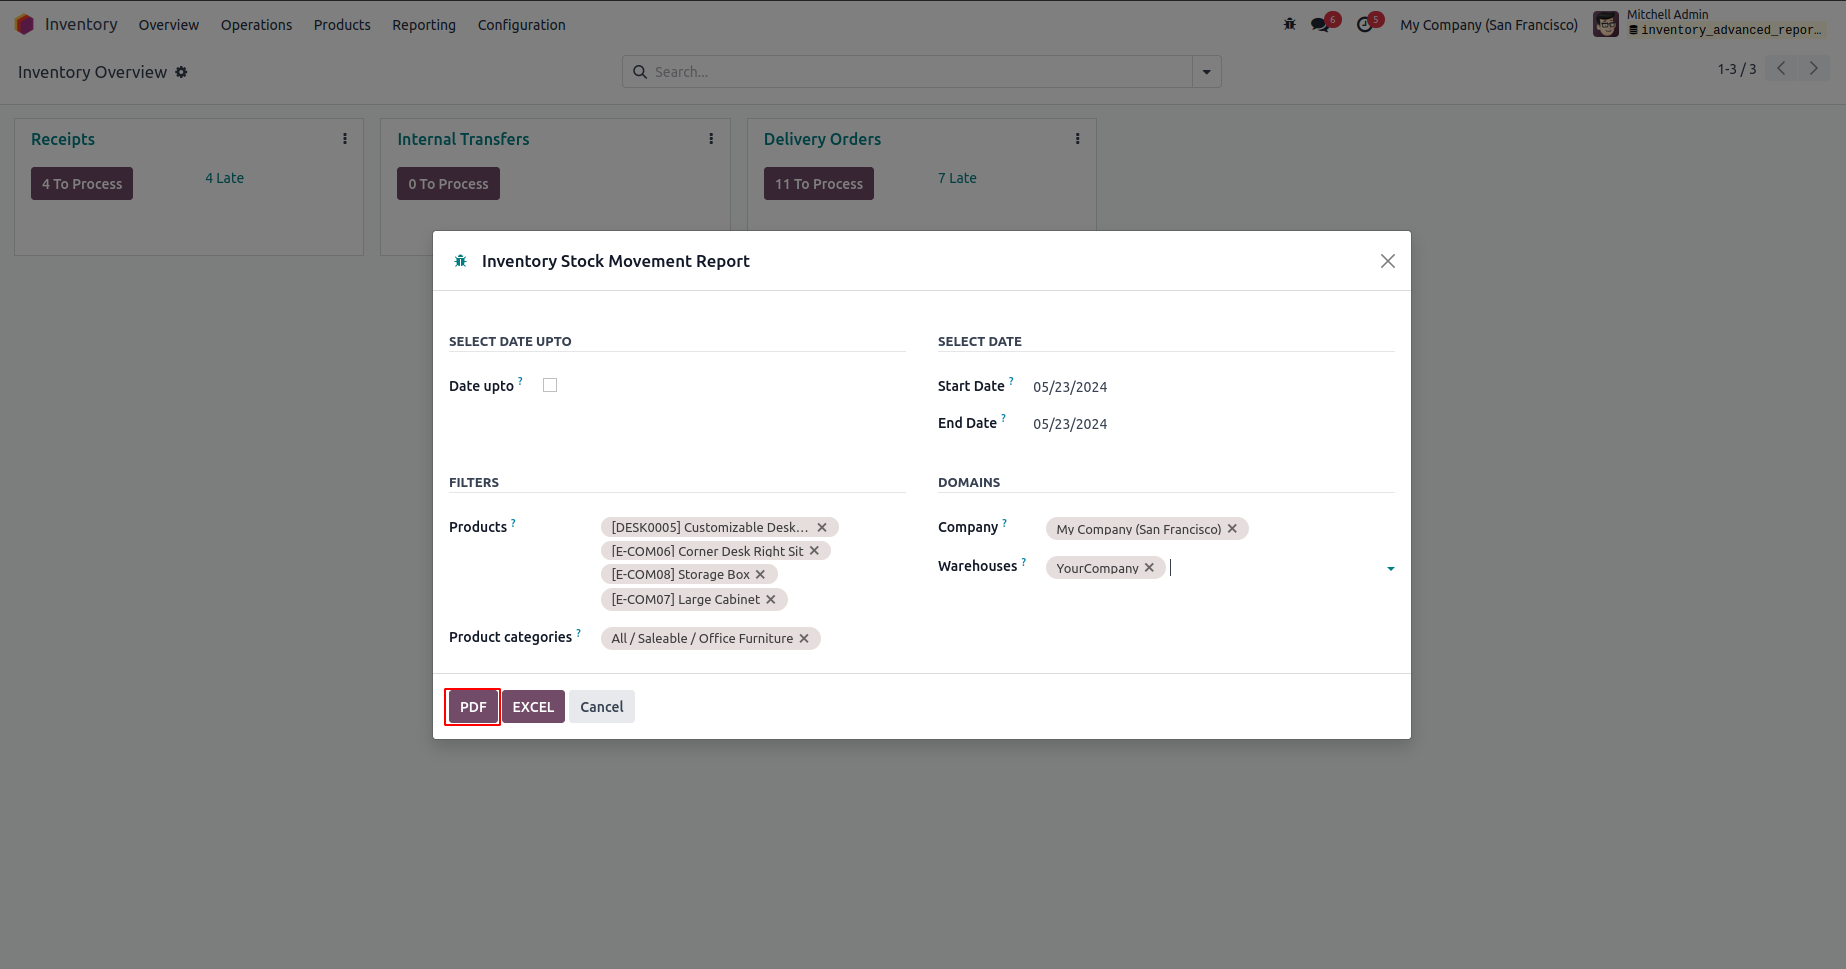 Inventory Overview Operations Products Reporting Configuration 6 5 My Company (San Francisco) Mitchell Admin
inventory_advanced_repor...
Inventory Overview Search... 1-3 / 3
Receipts Internal Transfers Delivery Orders
4 To Process 4 Late 0 To Process 11 To Process 7 Late
Inventory Stock Movement Report
SELECT DATE UPTO SELECT DATE
Date upto ? Start Date ? 05/23/2024
End Date ? 05/23/2024
FILTERS DOMAINS
Products ? [DESK0005] Customizable Desk... Company ? My Company (San Francisco)
[E-COM06] Corner Desk Right Sit
Warehouses ? YourCompany
[E-COM08] Storage Box
[E-COM07] Large Cabinet
Product categories ? All / Saleable / Office Furniture
PDF EXCEL Cancel